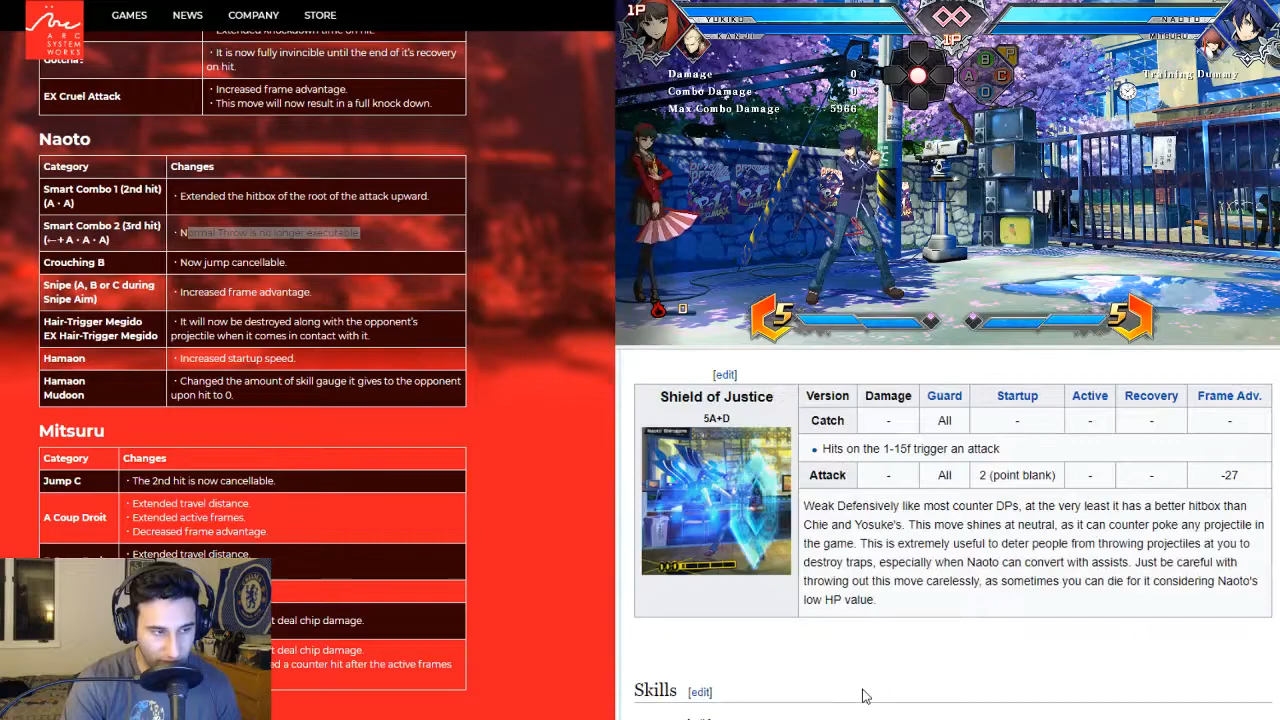 ARC
SYSTEM
WORKS
GAMES
NEWS
COMPANY
STORE
Extended knockdown time on hit.
Gotcha!
· It is now fully invincible until the end of it's recovery
on hit.
EX Cruel Attack
· Increased frame advantage.
· This move will now result in a full knock down.
Naoto
Category
Changes
Smart Combo 1 (2nd hit)
(A・A)
· Extended the hitbox of the root of the attack upward.
Smart Combo 2 (3rd hit)
(←+A・A・A)
· Normal Throw is no longer executable.
Crouching B
· Now jump cancellable.
Snipe (A, B or C during
Snipe Aim)
· Increased frame advantage.
Hair-Trigger Megido
EX Hair-Trigger Megido
· It will now be destroyed along with the opponent's
projectile when it comes in contact with it.
Hamaon
· Increased startup speed.
Hamaon
Mudoon
· Changed the amount of skill gauge it gives to the opponent
upon hit to 0.
Mitsuru
Category
Changes
Jump C
· The 2nd hit is now cancellable.
A Coup Droit
· Extended travel distance.
· Extended active frames.
· Decreased frame advantage.
· Extended travel distance.
t deal chip damage.
t deal chip damage.
ed a counter hit after the active frames
1P
YUKIKO
KANJI
1P
NAOTO
MITSURU
Damage 0
Combo Damage 0
Max Combo Damage 5966
Training Dummy
A
B
C
D
P
5
5
[edit]
Shield of Justice
5A+D
Version
Damage
Guard
Startup
Active
Recovery
Frame Adv.
Catch
-
All
-
-
-
-
• Hits on the 1-15f trigger an attack
Attack
-
All
2 (point blank)
-
-
-27
Weak Defensively like most counter DPs, at the very least it has a better hitbox than
Chie and Yosuke's. This move shines at neutral, as it can counter poke any projectile in
the game. This is extremely useful to deter people from throwing projectiles at you to
destroy traps, especially when Naoto can convert with assists. Just be careful with
throwing out this move carelessly, as sometimes you can die for it considering Naoto's
low HP value.
Skills [edit]